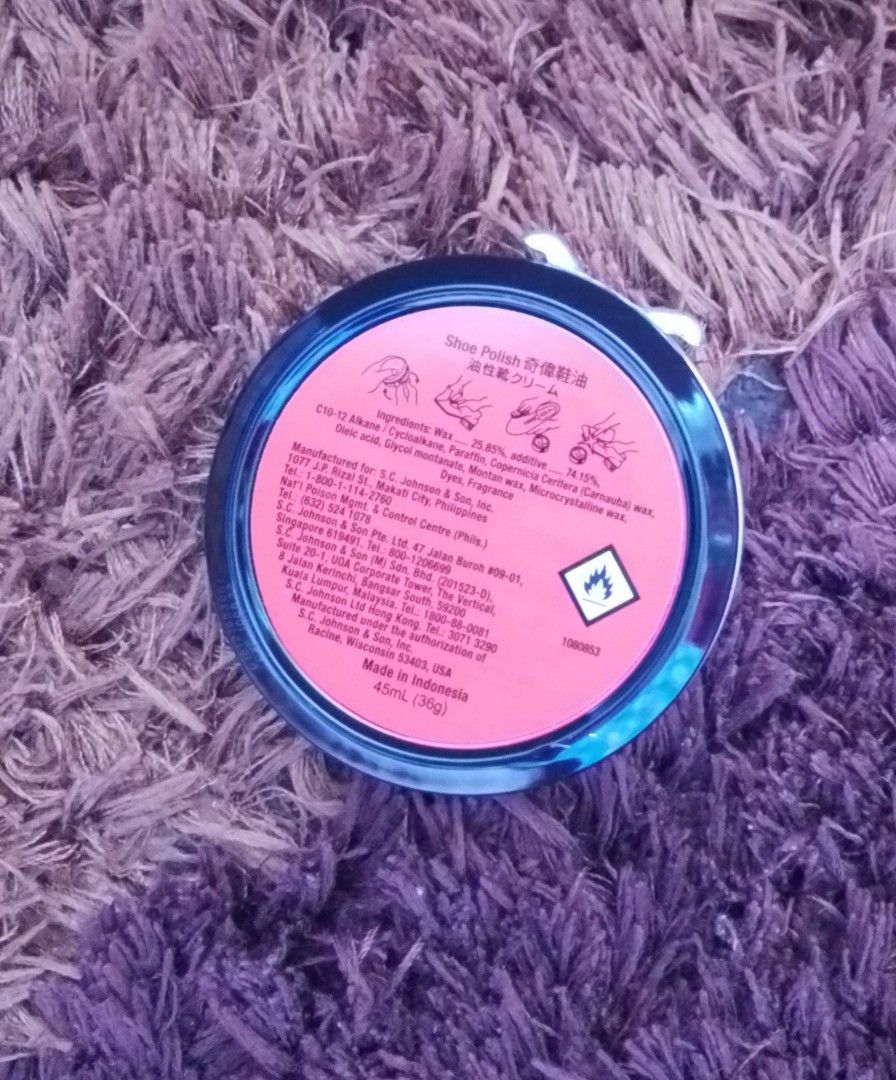 Shoe Polish 奇偉鞋油
油性靴クリーム
Ingredients: Wax .... 25.85%, additive .... 74.15%,
C10-12 Alkane / Cycloalkane, Paraffin, Copernicia Cerifera (Carnauba) wax,
Oleic acid, Glycol montanate, Montan wax, Microcrystalline wax,
Dyes, Fragrance
Manufactured for: S.C. Johnson & Son, Inc.
1077 J.P. Rizal St., Makati City, Philippines
Tel.: 1-800-1-114-2760
Nat'l Poison Mgmt. & Control Centre (Phils.)
Tel.: (632) 524 1078
S.C. Johnson & Son Pte. Ltd. 47 Jalan Buroh #09-01,
Singapore 619491. Tel.: 800-1206699
S.C. Johnson & Son (M) Sdn. Bhd. (201523-D),
Suite 20-1, UOA Corporate Tower, The Vertical,
8 Jalan Kerinchi, Bangsar South, 59200
Kuala Lumpur, Malaysia. Tel.: 1800-88-0081
S.C. Johnson Ltd Hong Kong. Tel.: 3071 3290
Manufactured under the authorization of
S.C. Johnson & Son, Inc.
Racine, Wisconsin 53403, USA
Made in Indonesia
45mL (36g)
1080853